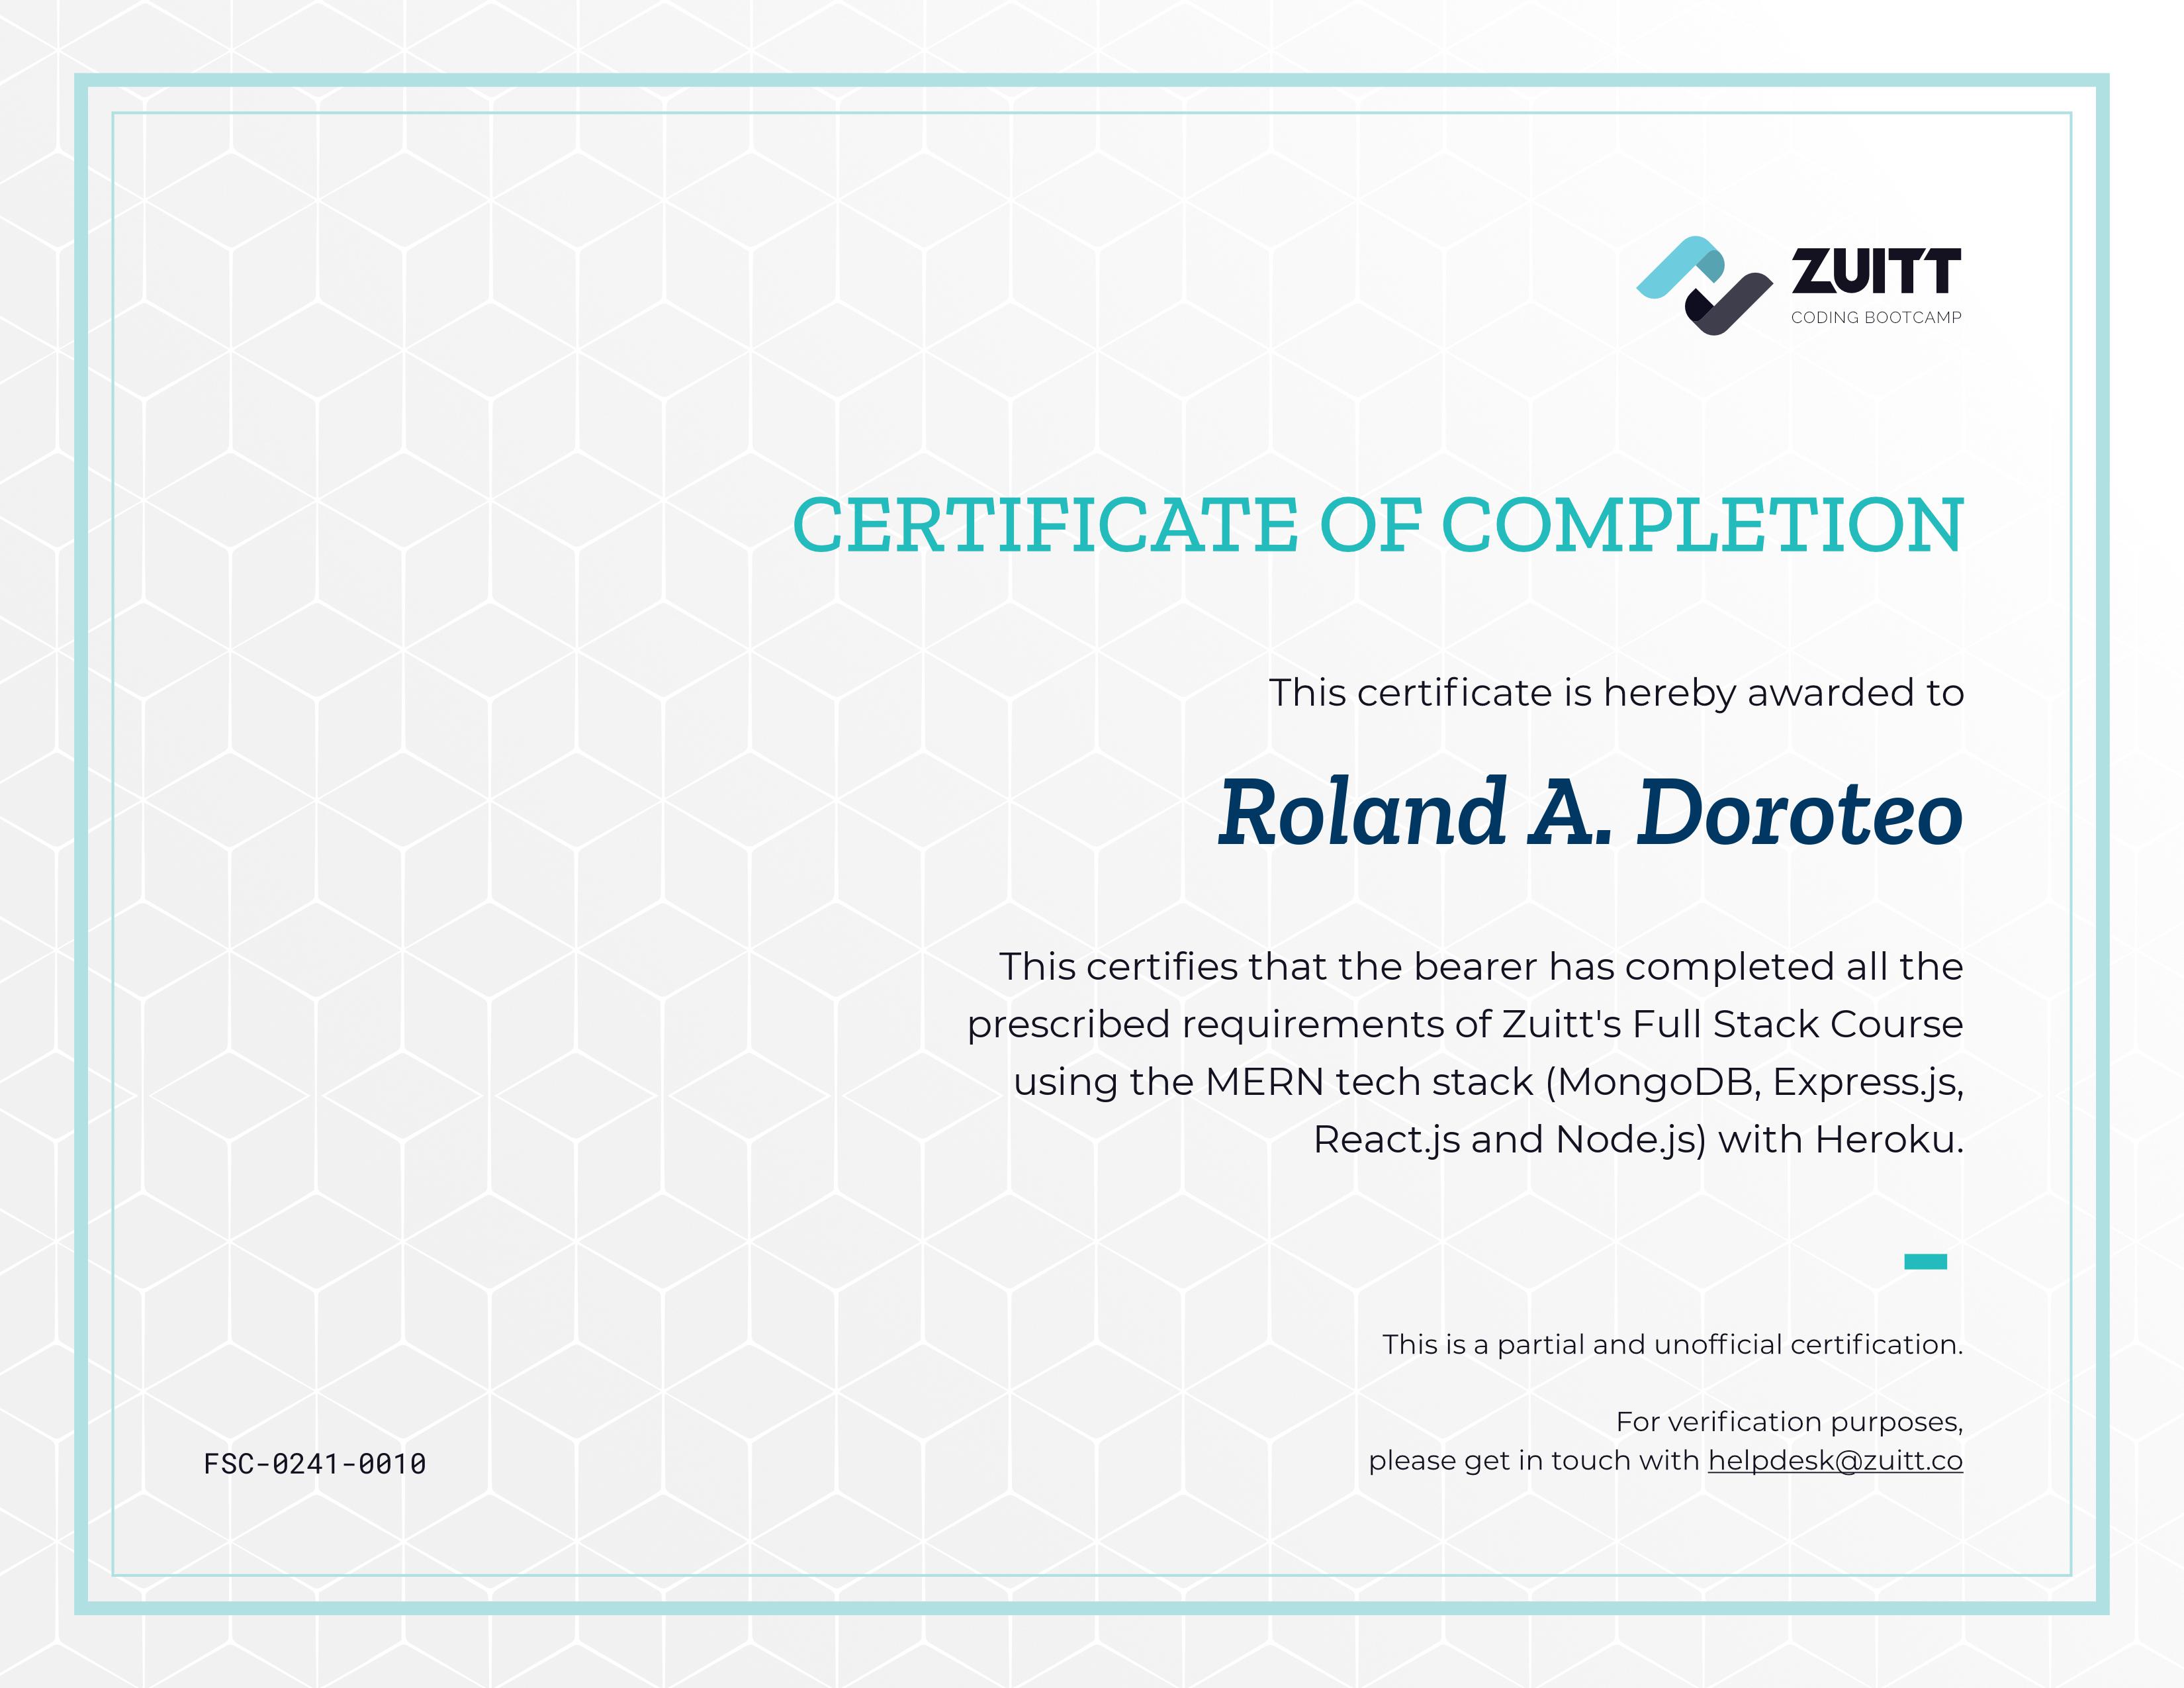 ZUITT
CODING BOOTCAMP
CERTIFICATE OF COMPLETION
This certificate is hereby awarded to
Roland A. Doroteo
This certifies that the bearer has completed all the
prescribed requirements of Zuitt's Full Stack Course
using the MERN tech stack (MongoDB, Express.js,
React.js and Node.js) with Heroku.
This is a partial and unofficial certification.
For verification purposes,
please get in touch with helpdesk@zuitt.co
FSC-0241-0010